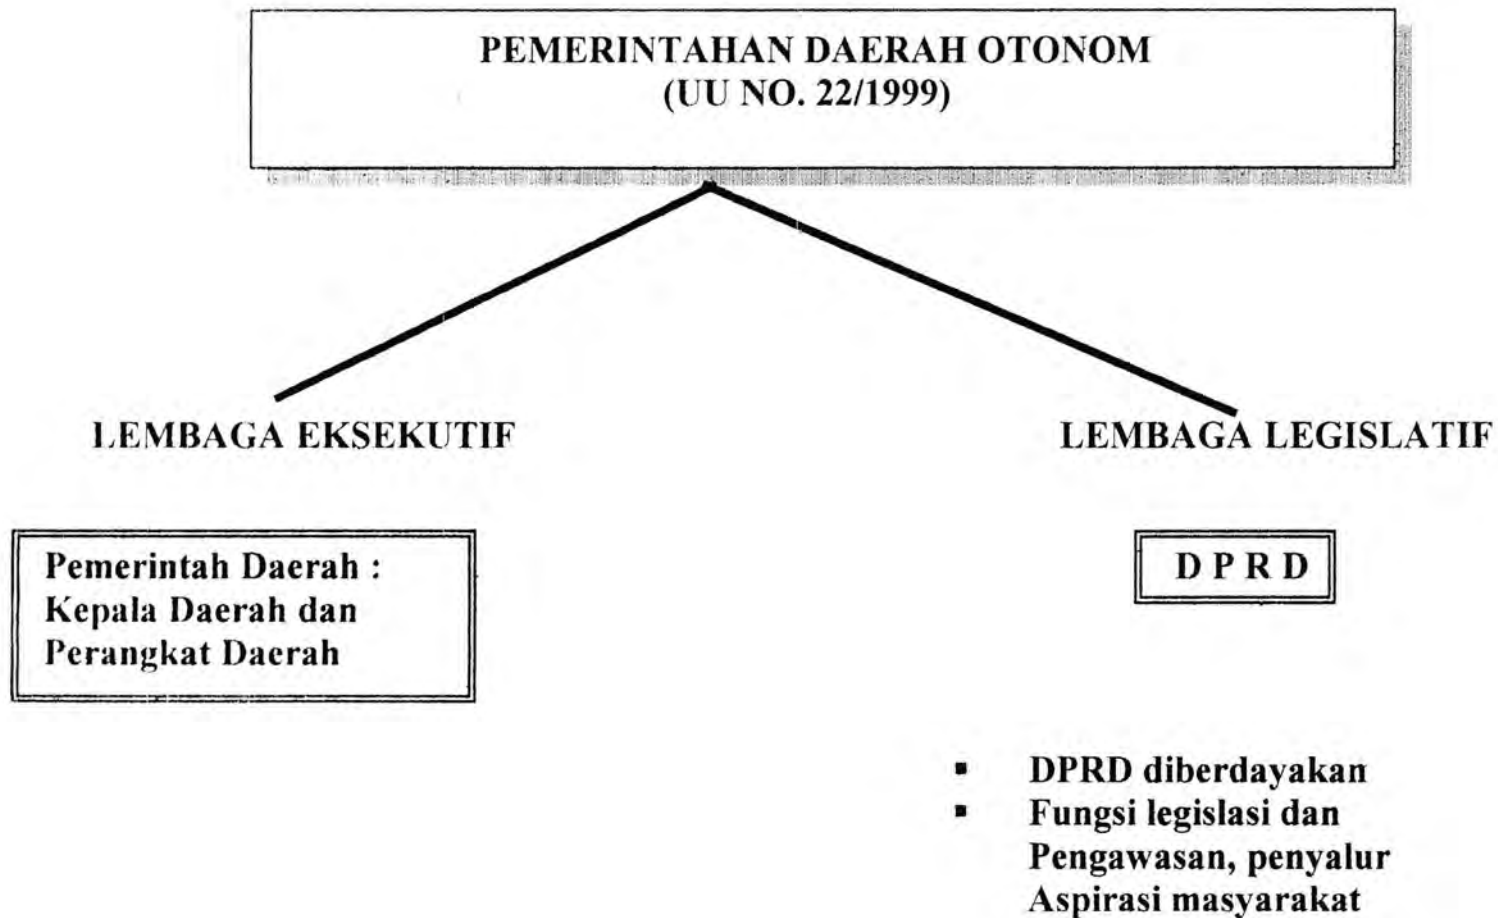 PEMERINTAHAN DAERAH OTONOM
(UU NO. 22/1999)
LEMBAGA EKSEKUTIF
LEMBAGA LEGISLATIF
Pemerintah Daerah :
Kepala Daerah dan
Perangkat Daerah
D P R D
▪ DPRD diberdayakan
▪ Fungsi legislasi dan
Pengawasan, penyalur
Aspirasi masyarakat